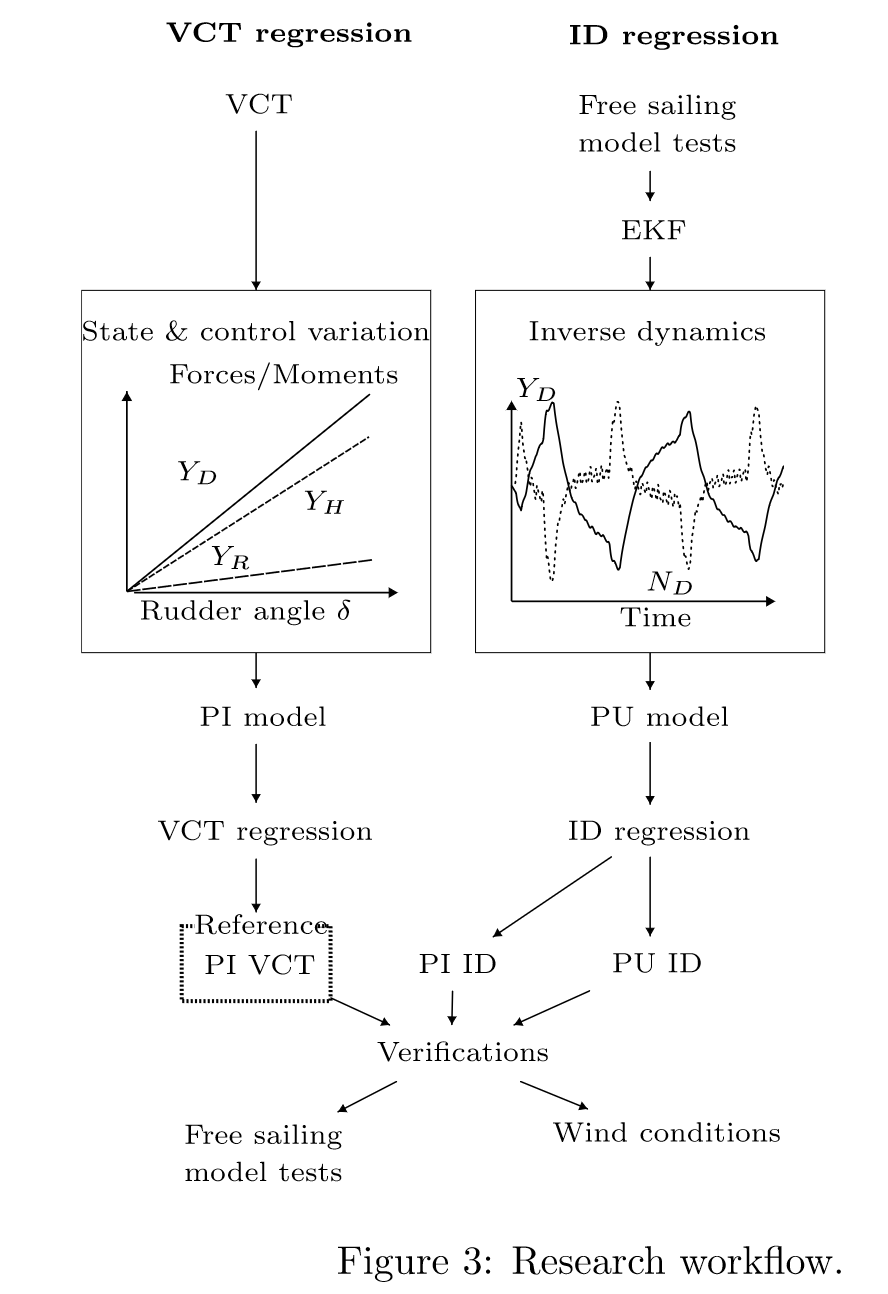 VCT regression
ID regression
VCT
Free sailing
model tests
EKF
State & control variation
Forces/Moments
Y_D
Y_H
Y_R
Rudder angle δ
Inverse dynamics
Y_D
N_D
Time
PI model
PU model
VCT regression
ID regression
Reference
PI VCT
PI ID
PU ID
Verifications
Free sailing
model tests
Wind conditions
Figure 3: Research workflow.